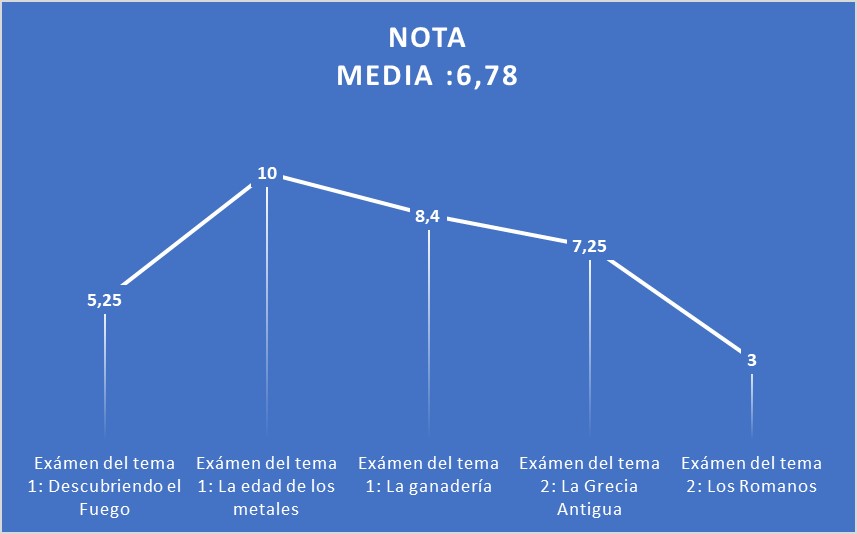 NOTA
MEDIA :6,78
10
8,4
7,25
5,25
3
Exámen del tema
1: Descubriendo el
Fuego
Exámen del tema
1: La edad de los
metales
Exámen del tema
1: La ganadería
Exámen del tema
2: La Grecia
Antigua
Exámen del tema
2: Los Romanos